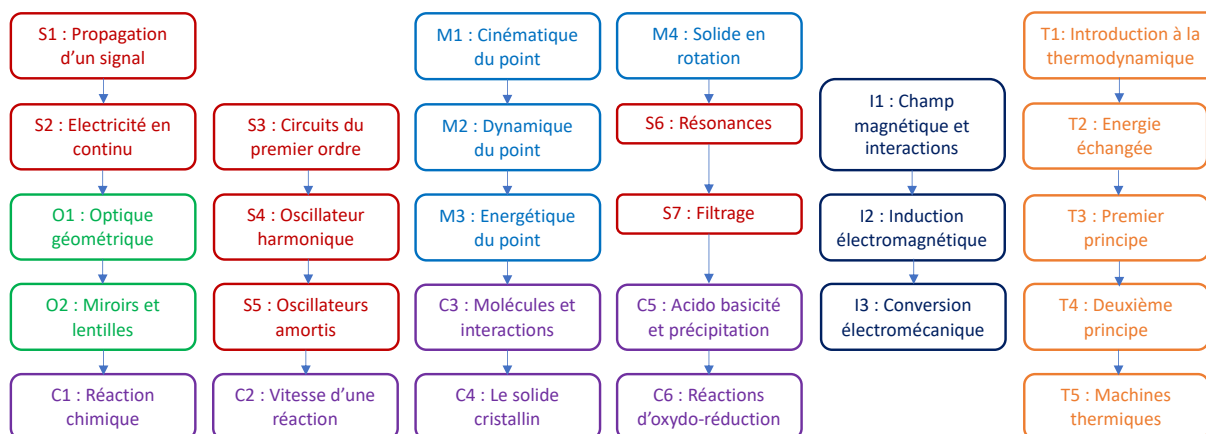 S1 : Propagation
d’un signal
S2 : Electricité en
continu
O1 : Optique
géométrique
O2 : Miroirs et
lentilles
C1 : Réaction
chimique
S3 : Circuits du
premier ordre
S4 : Oscillateur
harmonique
S5 : Oscillateurs
amortis
C2 : Vitesse d’une
réaction
M1 : Cinématique
du point
M2 : Dynamique
du point
M3 : Energétique
du point
C3 : Molécules et
interactions
C4 : Le solide
cristallin
M4 : Solide en
rotation
S6 : Résonances
S7 : Filtrage
C5 : Acido basicité
et précipitation
C6 : Réactions
d’oxydo-réduction
I1 : Champ
magnétique et
interactions
I2 : Induction
électromagnétique
I3 : Conversion
électromécanique
T1: Introduction à la
thermodynamique
T2 : Energie
échangée
T3 : Premier
principe
T4 : Deuxième
principe
T5 : Machines
thermiques